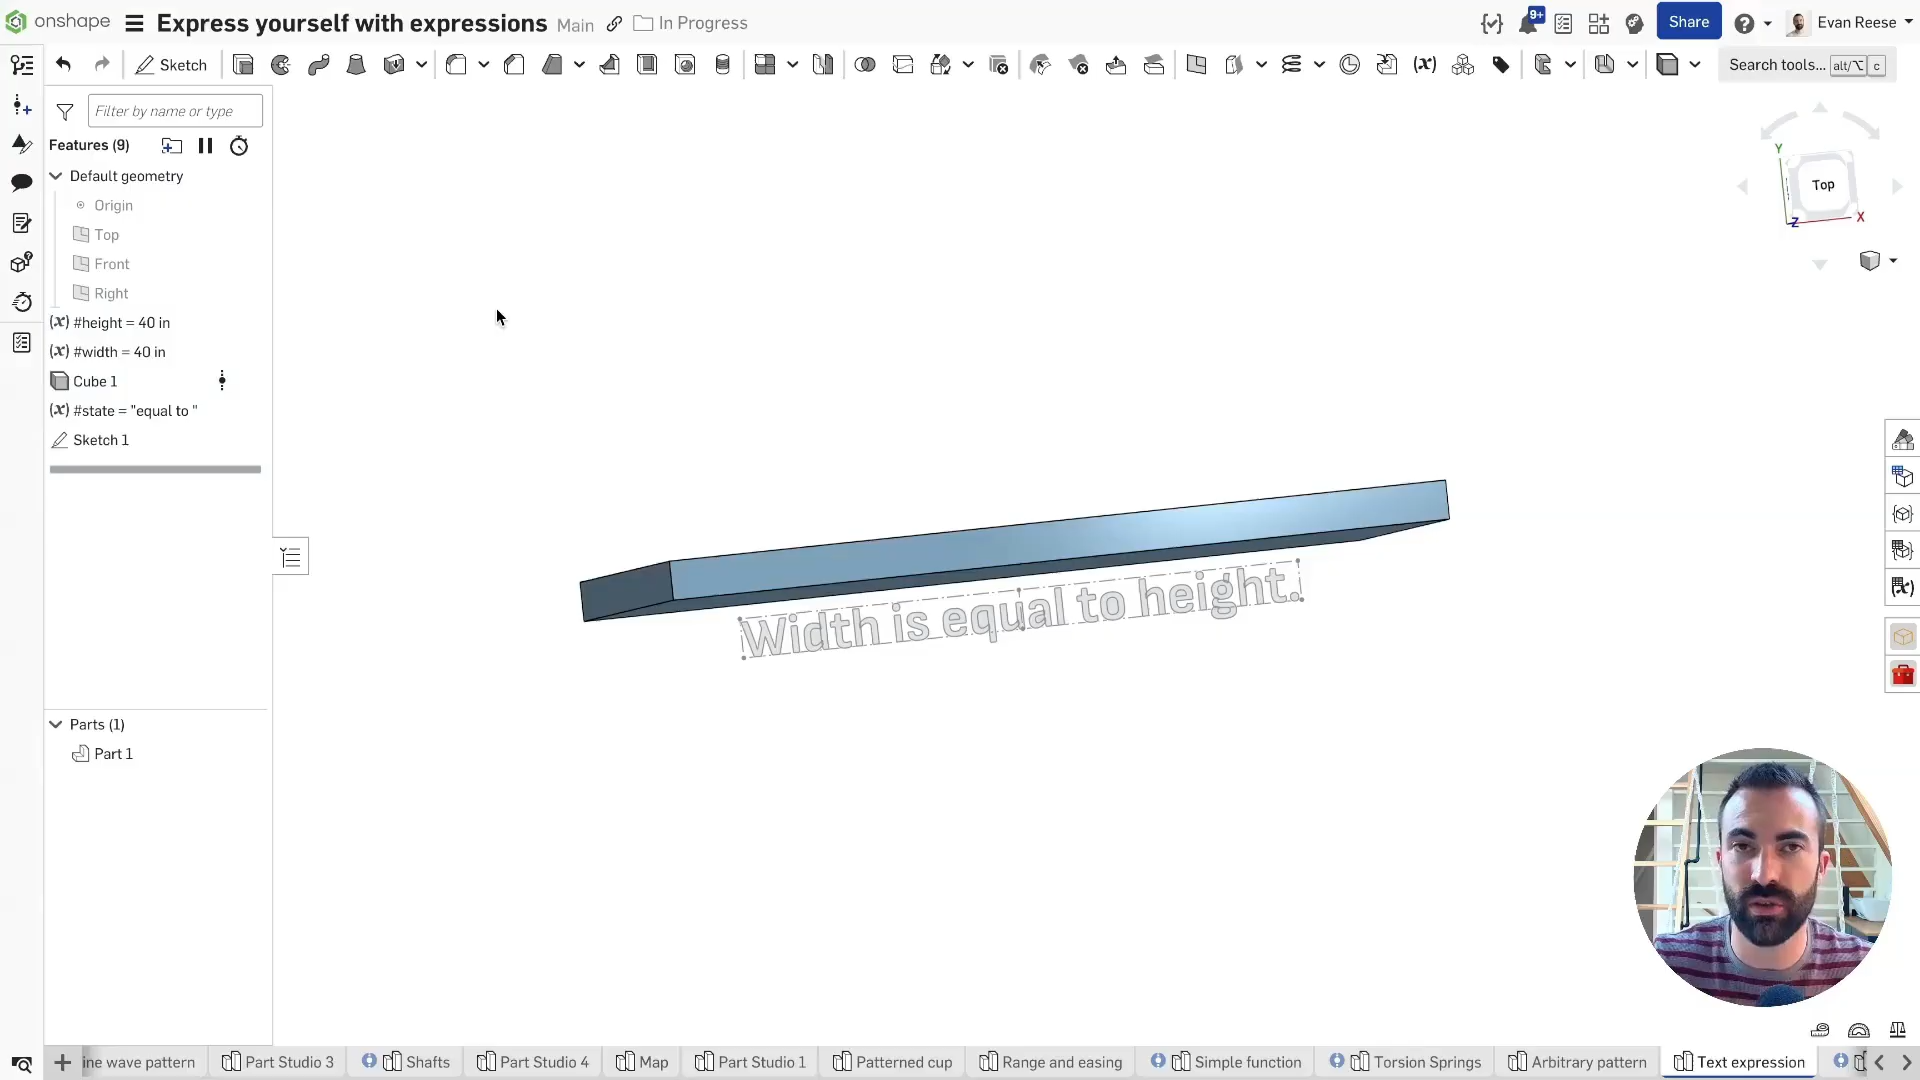 onshape Express yourself with expressions Main In Progress 9+ Share Evan Reese
Sketch (x) Search tools... alt/⌥ c
Filter by name or type
Features (9)
Default geometry
Origin
Top
Front
Right
(x) #height = 40 in
(x) #width = 40 in
Cube 1
(x) #state = "equal to "
Sketch 1
Y
Top
Z
X
Width is equal to height.
Parts (1)
Part 1
ine wave pattern Part Studio 3 Shafts Part Studio 4 Map Part Studio 1 Patterned cup Range and easing Simple function Torsion Springs Arbitrary pattern Text expression